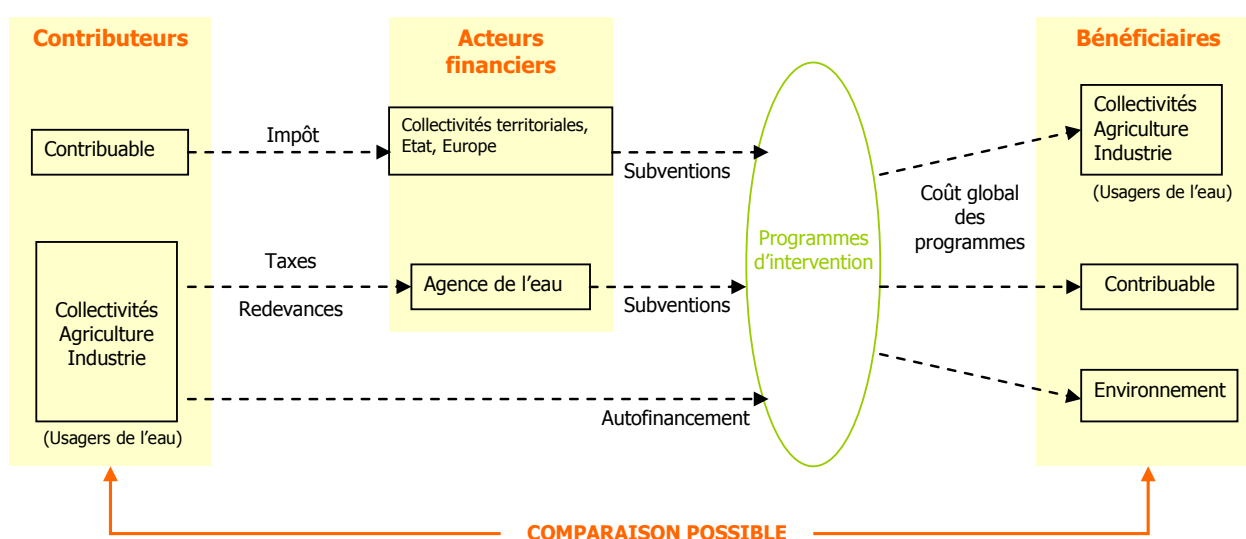 Contributeurs
Acteurs
financiers
Bénéficiaires
Contribuable
Impôt
Collectivités territoriales,
Etat, Europe
Subventions
Collectivités
Agriculture
Industrie
(Usagers de l'eau)
Coût global
des
programmes
Programmes
d'intervention
Collectivités
Agriculture
Industrie
(Usagers de l'eau)
Taxes
Redevances
Agence de l'eau
Subventions
Contribuable
Autofinancement
Environnement
COMPARAISON POSSIBLE